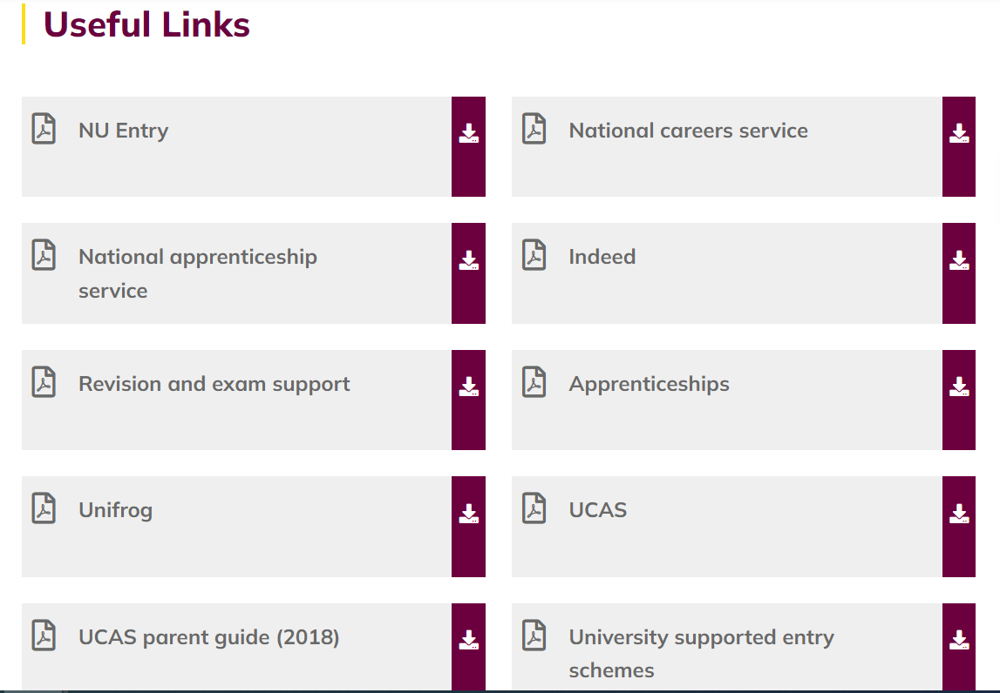 Useful Links
NU Entry
National careers service
National apprenticeship
service
Indeed
Revision and exam support
Apprenticeships
Unifrog
UCAS
UCAS parent guide (2018)
University supported entry
schemes